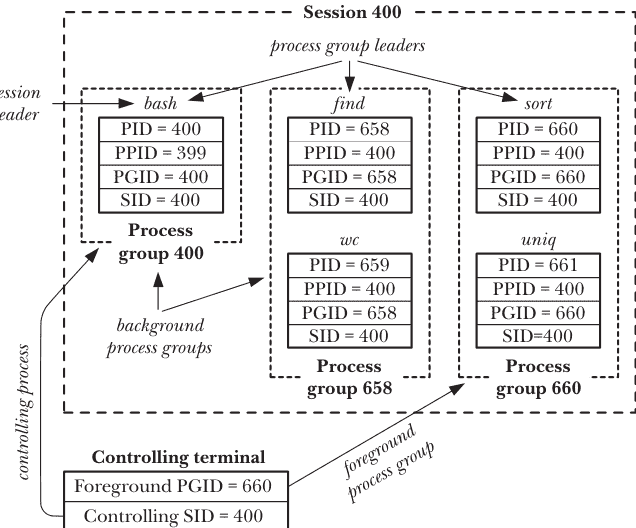 Session 400
process group leaders
bash
PID = 400
PPID = 399
PGID = 400
SID = 400
Process
group 400
find
PID = 658
PPID = 400
PGID = 658
SID = 400
wc
PID = 659
PPID = 400
PGID = 658
SID = 400
Process
group 658
sort
PID = 660
PPID = 400
PGID = 660
SID = 400
uniq
PID = 661
PPID = 400
PGID = 660
SID=400
Process
group 660
background
process groups
controlling process
foreground
process group
Controlling terminal
Foreground PGID = 660
Controlling SID = 400